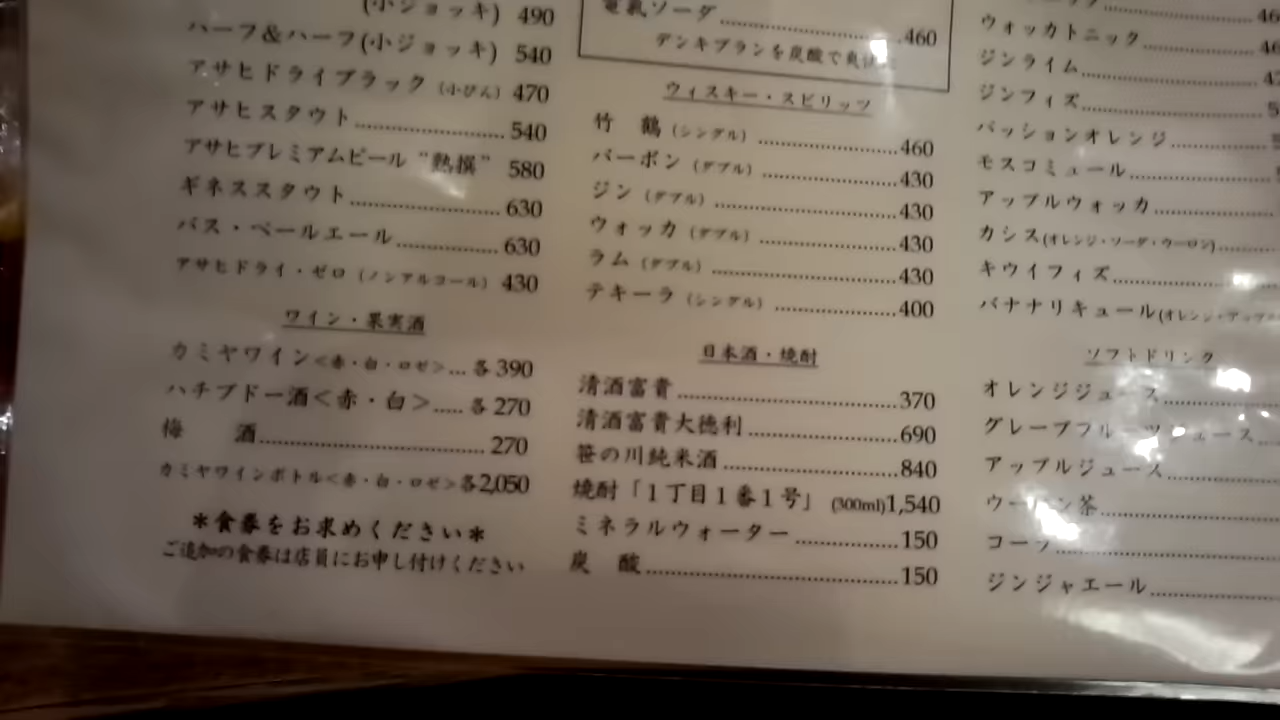 (小ジョッキ) 490
ハーフ&ハーフ(小ジョッキ) 540
アサヒドライブラック (小びん) 470
アサヒスタウト 540
アサヒプレミアムビール "熟撰" 580
ギネススタウト 630
バス・ペールエール 630
アサヒドライ・ゼロ (ノンアルコール) 430
ワイン・果実酒
カミヤワイン<赤・白・ロゼ>… 各390
ハチブドー酒<赤・白>..... 各270
梅 酒 270
カミヤワインボトル<赤・白・ロゼ>各2,050
*食券をお求めください*
ご追加の食券は店員にお申し付けください
電氣ソーダ 460
デンキブランを炭酸で
ウィスキー・スピリッツ
竹 鶴 (シングル) 460
バーボン (ダブル) 430
ジン (ダブル) 430
ウォッカ (ダブル) 430
ラム (ダブル) 430
テキーラ (シングル) 400
日本酒・焼酎
清酒富貴 370
清酒富貴大徳利 690
笹の川純米酒 840
焼酎「1丁目1番1号」 (300ml)1,540
ミネラルウォーター 150
炭 酸 150
ウォッカトニック
ジンライム
ジンフィズ
パッションオレンジ
モスコミュール
アップルウォッカ
カシス(オレンジ・ソーダ・ウーロン)
キウイフィズ
バナナリキュール(オレンジ・アップル
ソフトドリンク
オレンジジュース
グレープフルーツジュース
アップルジュース
ウーロン茶
コーラ
ジンジャエール